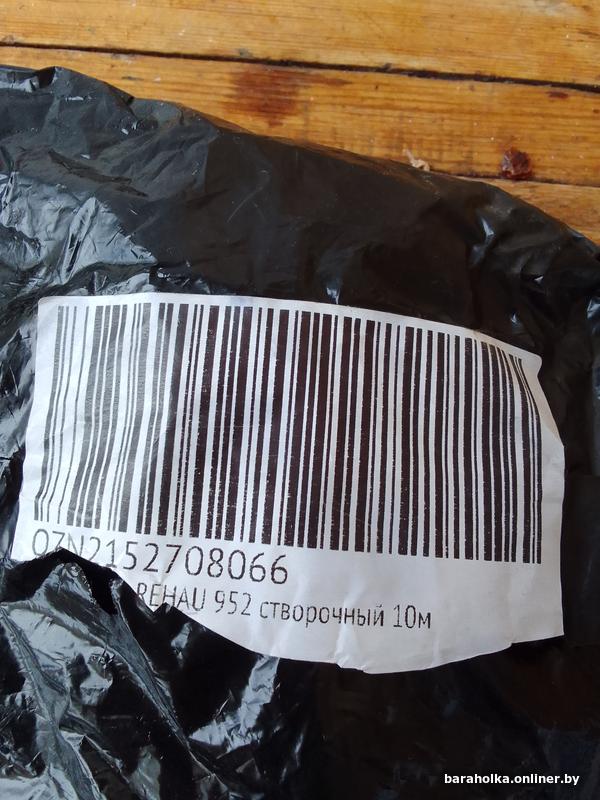 OZN2152708066
REHAU 952 створочный 10м
baraholka.onliner.by